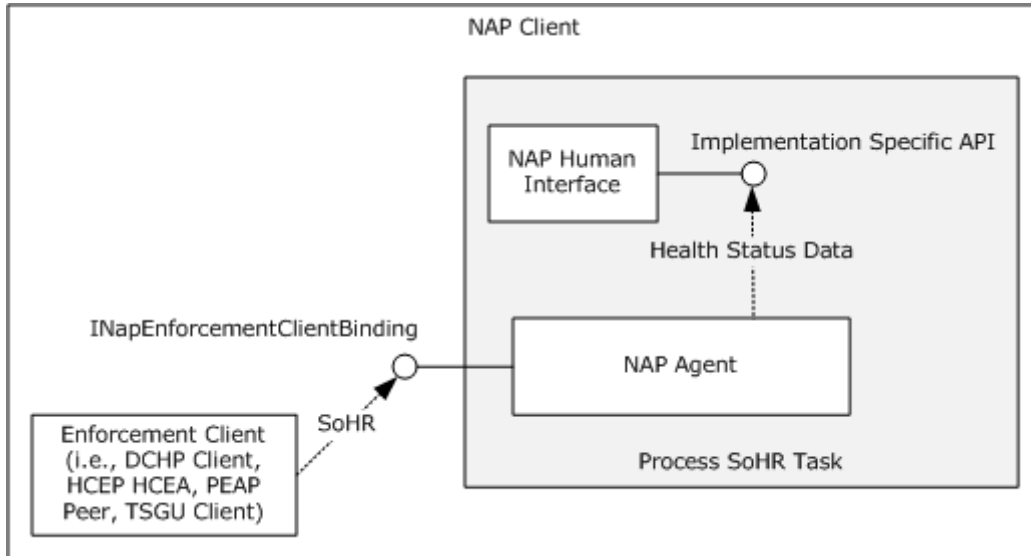 NAP Client
NAP Human
Interface
Implementation Specific API
Health Status Data
INapEnforcementClientBinding
NAP Agent
SoHR
Enforcement Client
(i.e., DCHP Client,
HCEP HCEA, PEAP
Peer, TSGU Client)
Process SoHR Task